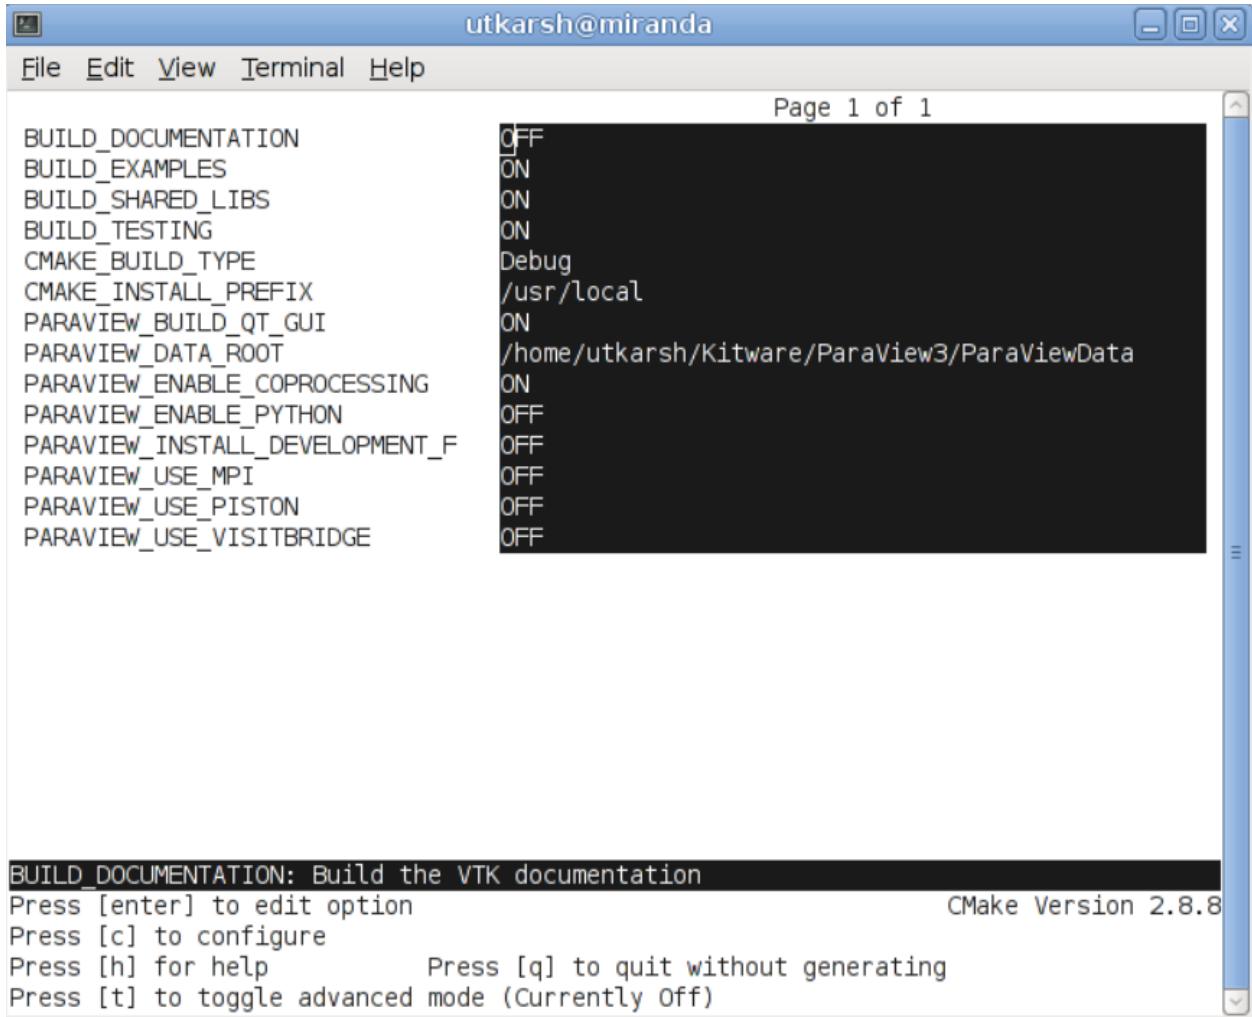 utkarsh@miranda
File Edit View Terminal Help
Page 1 of 1
BUILD_DOCUMENTATION OFF
BUILD_EXAMPLES ON
BUILD_SHARED_LIBS ON
BUILD_TESTING ON
CMAKE_BUILD_TYPE Debug
CMAKE_INSTALL_PREFIX /usr/local
PARAVIEW_BUILD_QT_GUI ON
PARAVIEW_DATA_ROOT /home/utkarsh/Kitware/ParaView3/ParaViewData
PARAVIEW_ENABLE_COPROCESSING ON
PARAVIEW_ENABLE_PYTHON OFF
PARAVIEW_INSTALL_DEVELOPMENT_F OFF
PARAVIEW_USE_MPI OFF
PARAVIEW_USE_PISTON OFF
PARAVIEW_USE_VISITBRIDGE OFF
BUILD_DOCUMENTATION: Build the VTK documentation
Press [enter] to edit option CMake Version 2.8.8
Press [c] to configure
Press [h] for help Press [q] to quit without generating
Press [t] to toggle advanced mode (Currently Off)